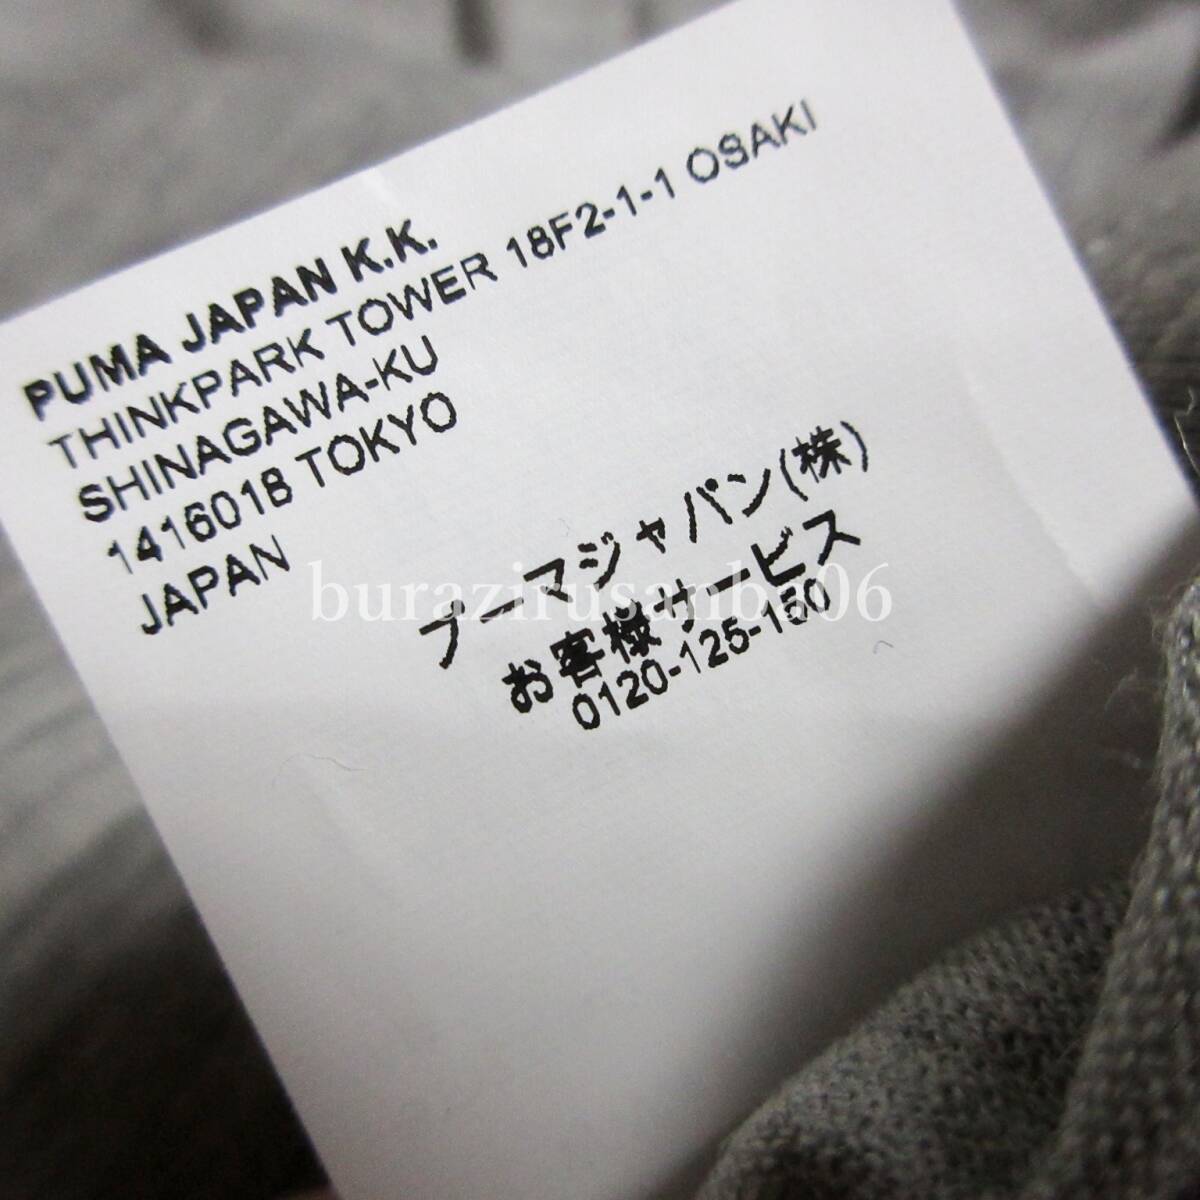 PUMA JAPAN K.K.
THINKPARK TOWER 18F2-1-1 OSAKI
SHINAGAWA-KU
1416018 TOKYO
JAPAN
プーマジャパン(株)
お客様サービス
0120-125-150
burazirusanba06